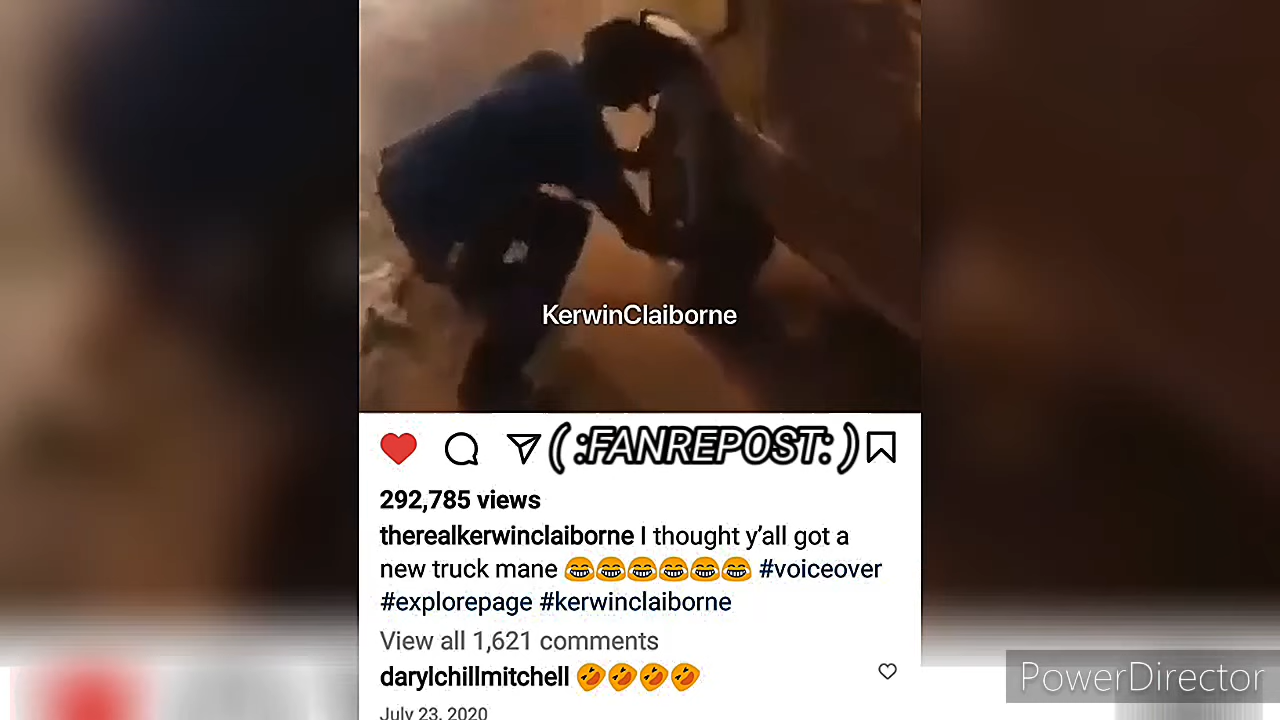 KerwinClaiborne
( :FANREPOST: )
292,785 views
therealkerwinclaiborne I thought y’all got a
new truck mane 😂😂😂😂😂😂 #voiceover
#explorepage #kerwinclaiborne
View all 1,621 comments
darylchillmitchell 🤣🤣🤣🤣
July 23, 2020
PowerDirector